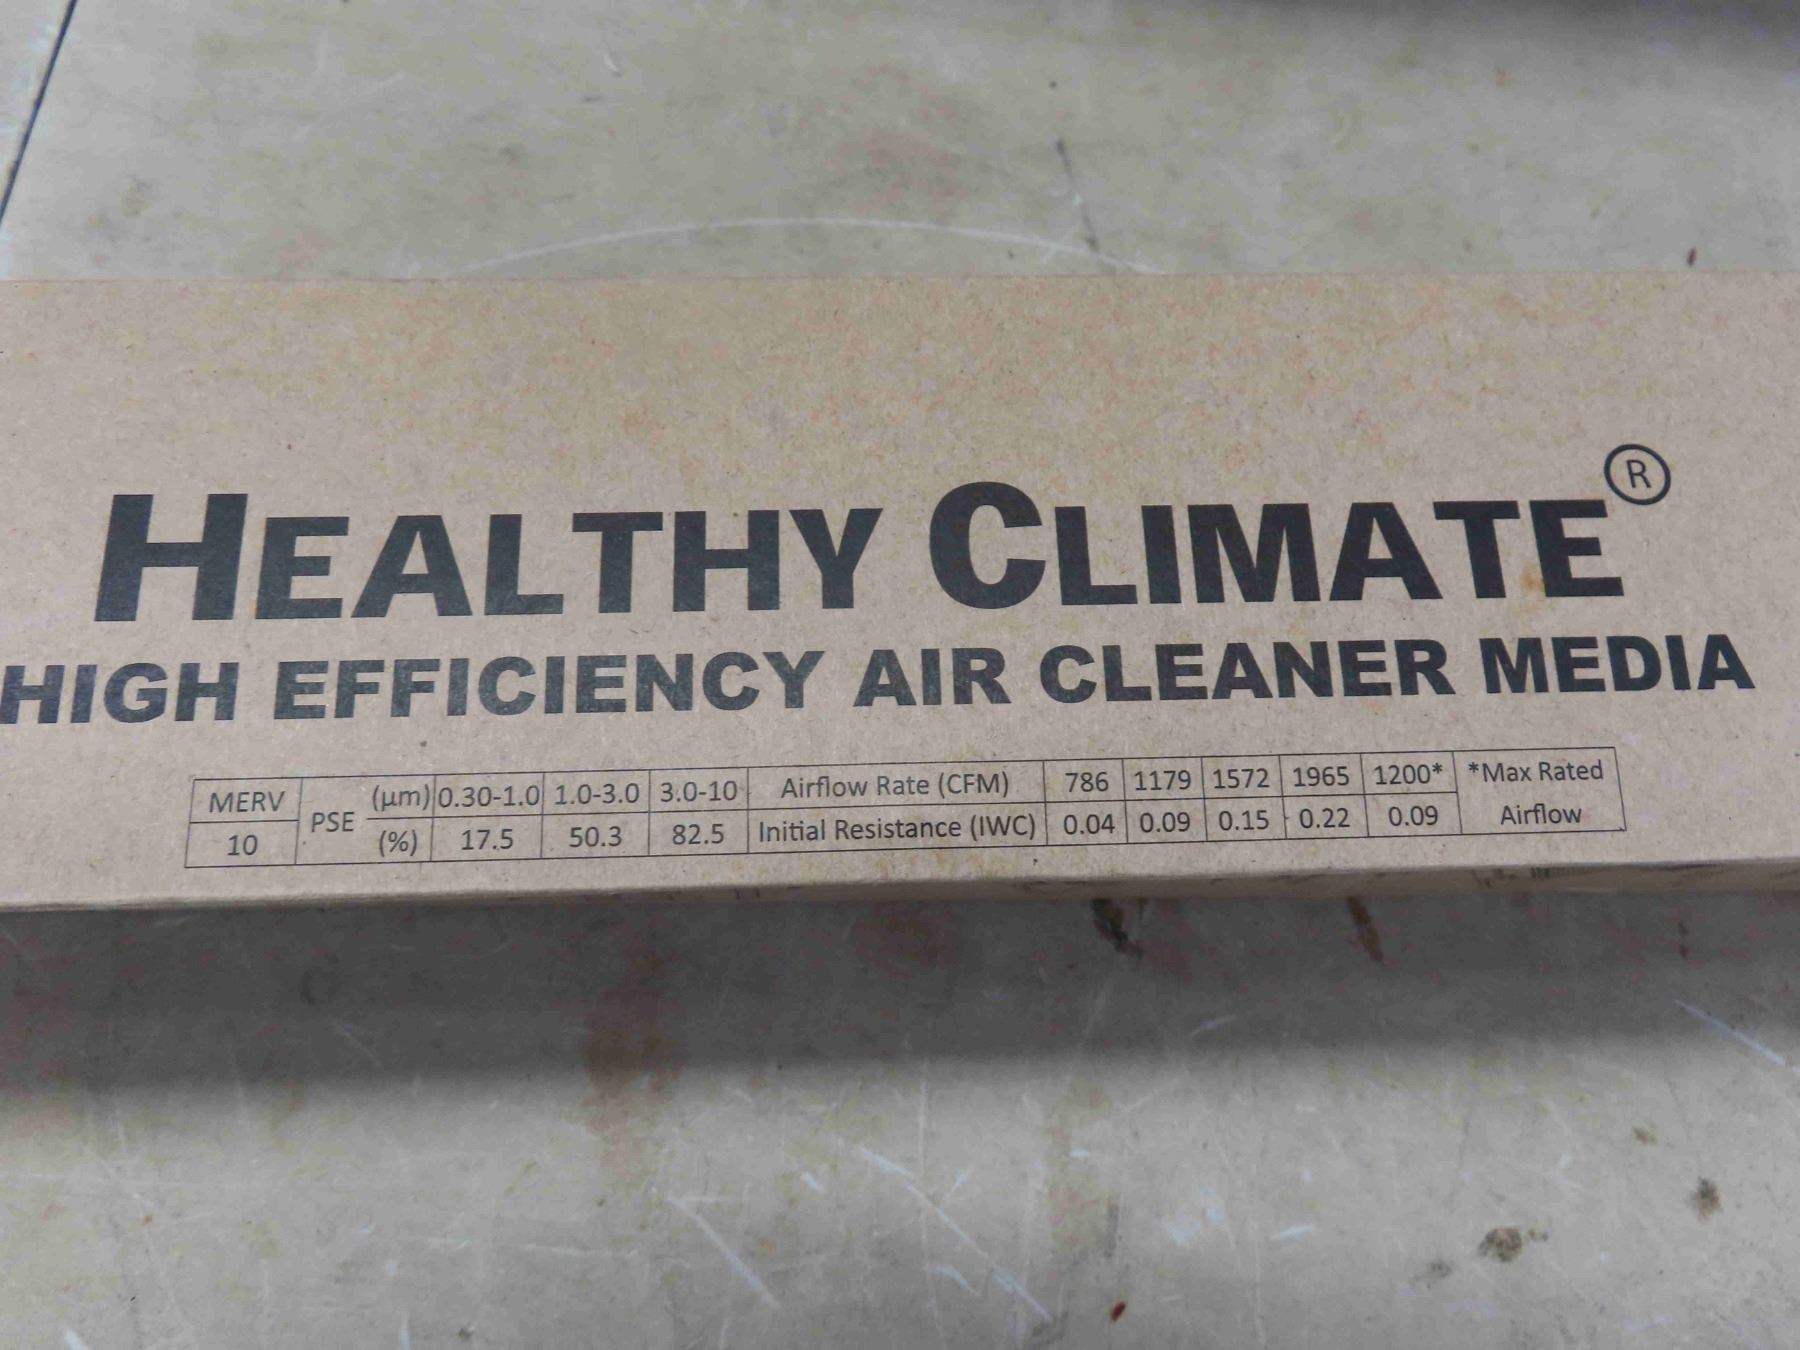 HEALTHY CLIMATE®
HIGH EFFICIENCY AIR CLEANER MEDIA
MERV PSE (µm) 0.30-1.0 1.0-3.0 3.0-10 Airflow Rate (CFM) 786 1179 1572 1965 1200* *Max Rated
10 (%) 17.5 50.3 82.5 Initial Resistance (IWC) 0.04 0.09 0.15 0.22 0.09 Airflow